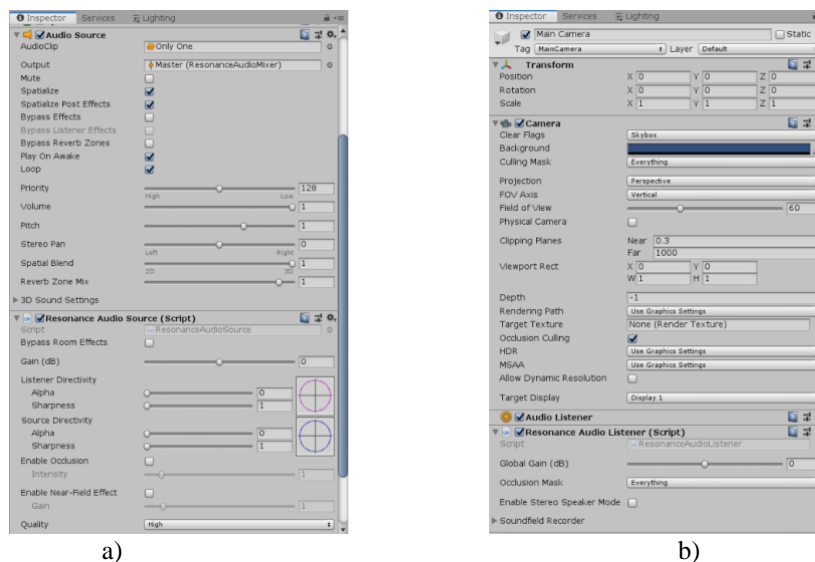 Inspector Services Lighting
Audio Source
AudioClip Only One
Output Master (ResonanceAudioMixer)
Mute
Spatialize
Spatialize Post Effects
Bypass Effects
Bypass Listener Effects
Bypass Reverb Zones
Play On Awake
Loop
Priority 128
High Low
Volume 1
Pitch 1
Stereo Pan 0
Left Right
Spatial Blend 1
2D 3D
Reverb Zone Mix 1
3D Sound Settings
Resonance Audio Source (Script)
Script ResonanceAudioSource
Bypass Room Effects
Gain (dB) 0
Listener Directivity
Alpha 0
Sharpness 1
Source Directivity
Alpha 0
Sharpness 1
Enable Occlusion
Intensity 1
Enable Near-Field Effect
Gain 1
Quality High
a)
Inspector Services Lighting
Main Camera Static
Tag MainCamera Layer Default
Transform
Position X 0 Y 0 Z 0
Rotation X 0 Y 0 Z 0
Scale X 1 Y 1 Z 1
Camera
Clear Flags Skybox
Background
Culling Mask Everything
Projection Perspective
FOV Axis Vertical
Field of View 60
Physical Camera
Clipping Planes Near 0.3
Far 1000
Viewport Rect X 0 Y 0
W 1 H 1
Depth -1
Rendering Path Use Graphics Settings
Target Texture None (Render Texture)
Occlusion Culling
HDR Use Graphics Settings
MSAA Use Graphics Settings
Allow Dynamic Resolution
Target Display Display 1
Audio Listener
Resonance Audio Listener (Script)
Script ResonanceAudioListener
Global Gain (dB) 0
Occlusion Mask Everything
Enable Stereo Speaker Mode
Soundfield Recorder
b)